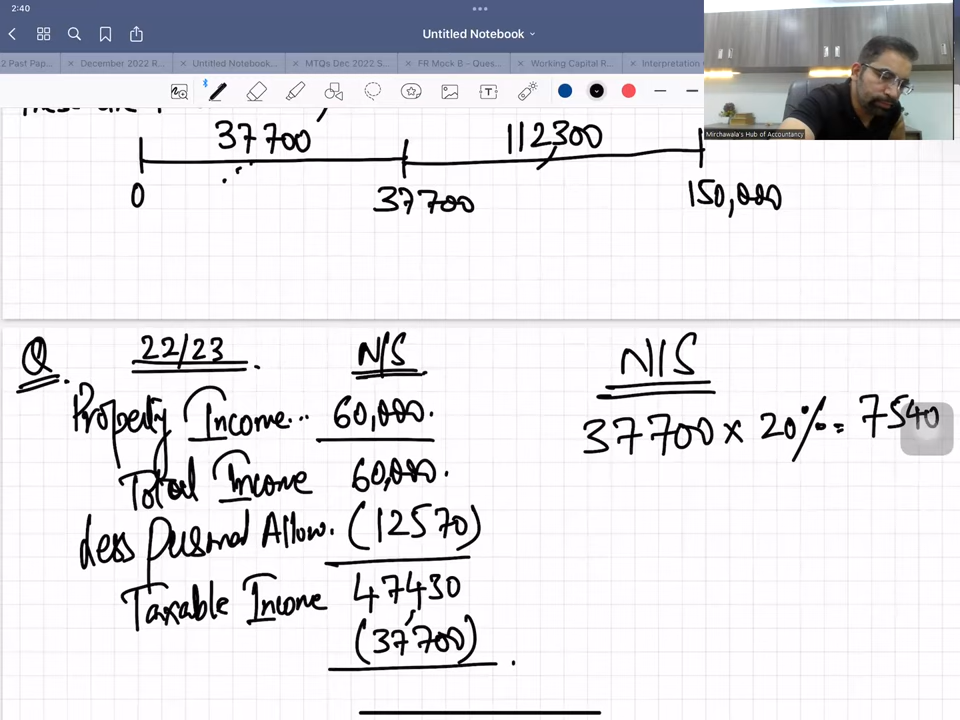 2:40
Untitled Notebook
2 Past Pap...
December 2022 R...
Untitled Notebook...
MTQs Dec 2022 S...
FR Mock B - Ques...
Working Capital R...
Interpretation
Mirchawala's Hub of Accountancy
37700
112300
0
37700
150,000
Q.
22/23
N/S
Property Income...
60,000.
Total Income
60,000.
Less Personal Allow.
(12570)
Taxable Income
47430
(37,700)
N/S
37700 x 20% = 7540